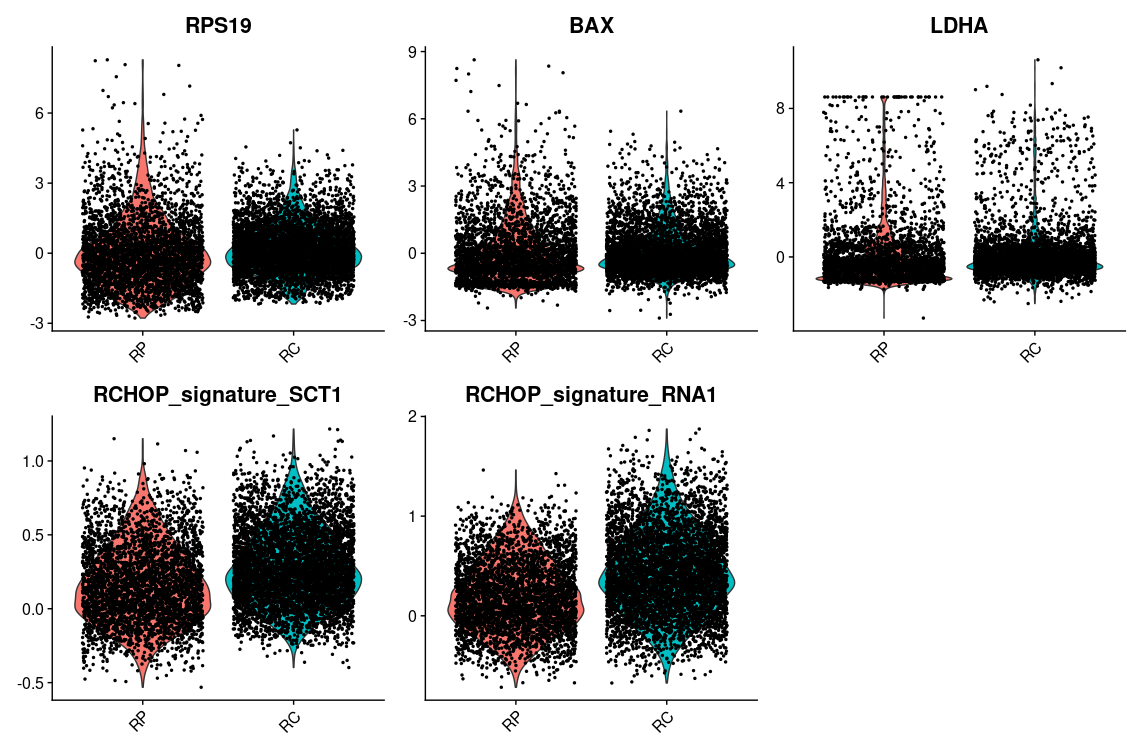 RPS19
BAX
LDHA
6
3
0
-3
RP
RC
9
6
3
0
-3
RP
RC
8
4
0
RP
RC
RCHOP_signature_SCT1
RCHOP_signature_RNA1
1.0
0.5
0.0
-0.5
RP
RC
2
1
0
RP
RC